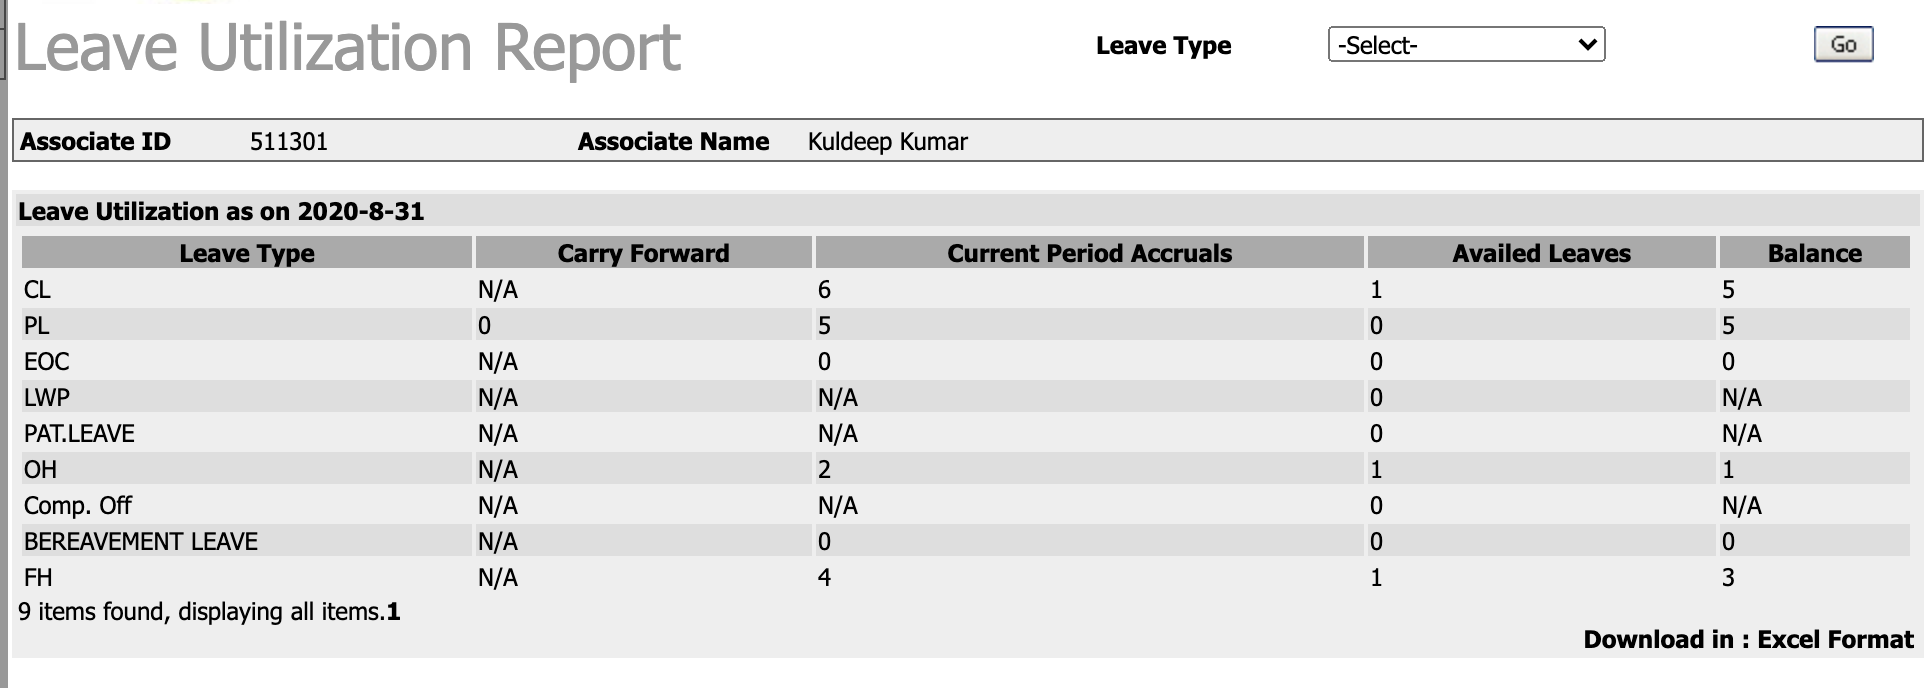 Leave Utilization Report Leave Type -Select- Go
Associate ID 511301 Associate Name Kuldeep Kumar
Leave Utilization as on 2020-8-31
Leave Type Carry Forward Current Period Accruals Availed Leaves Balance
CL N/A 6 1 5
PL 0 5 0 5
EOC N/A 0 0 0
LWP N/A N/A 0 N/A
PAT.LEAVE N/A N/A 0 N/A
OH N/A 2 1 1
Comp. Off N/A N/A 0 N/A
BEREAVEMENT LEAVE N/A 0 0 0
FH N/A 4 1 3
9 items found, displaying all items.1
Download in : Excel Format